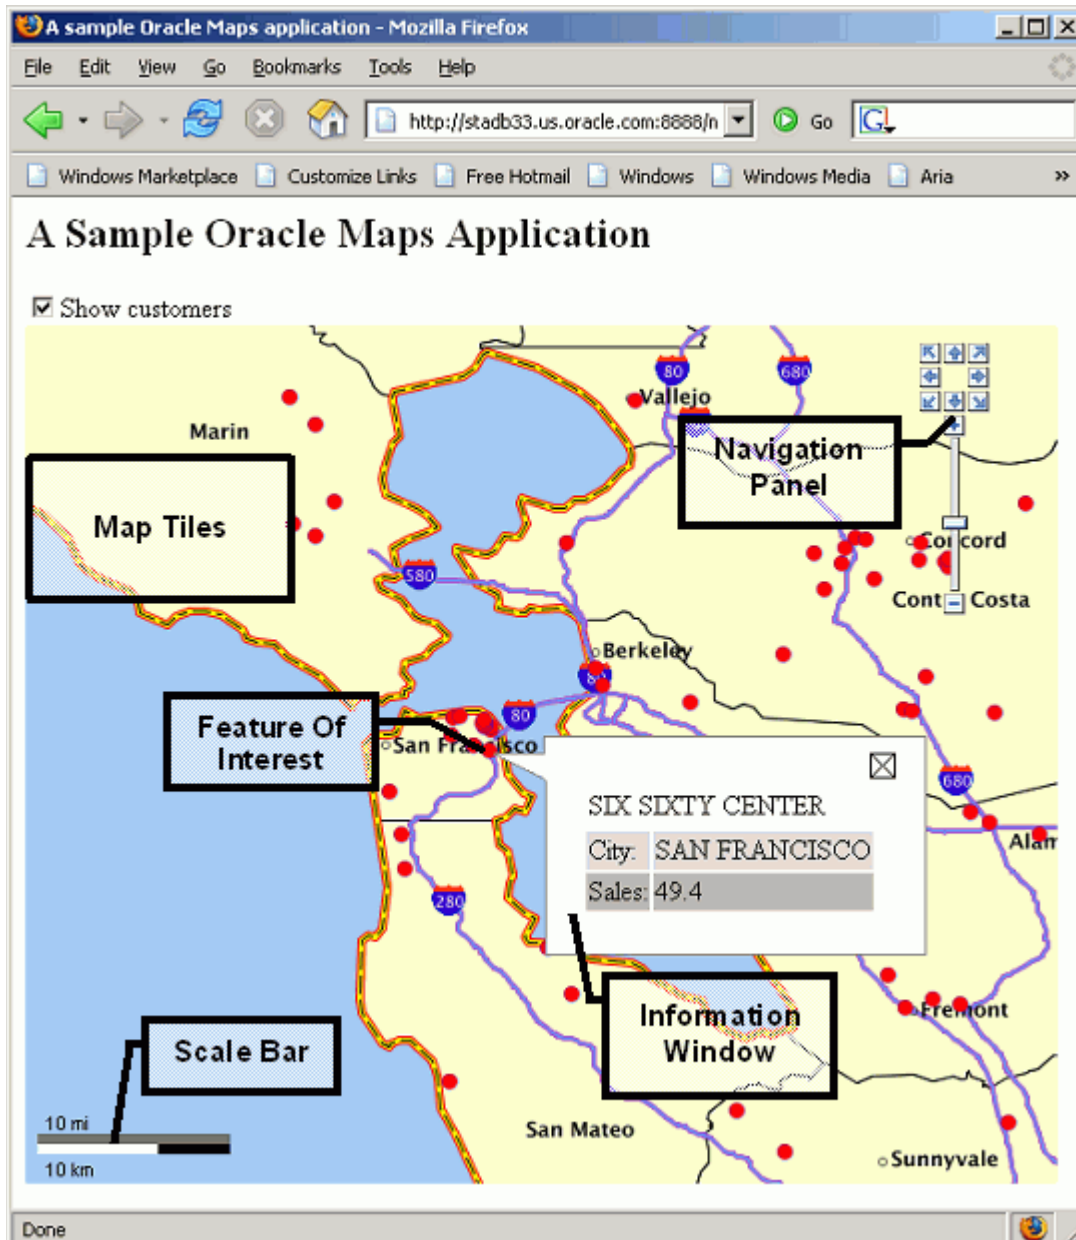 A sample Oracle Maps application - Mozilla Firefox
File Edit View Go Bookmarks Tools Help
http://stadb33.us.oracle.com:8888/n Go G
Windows Marketplace Customize Links Free Hotmail Windows Windows Media Aria »
A Sample Oracle Maps Application
Show customers
80 680
Vallejo
Marin
Navigation
Panel
Map Tiles
Concord
580
Cont Costa
Berkeley
80
Feature Of
Interest
80
San Francisco
680
SIX SIXTY CENTER
City: SAN FRANCISCO
Sales: 49.4
Alam
280
Information
Window
Fremont
Scale Bar
10 mi
10 km
San Mateo
Sunnyvale
Done